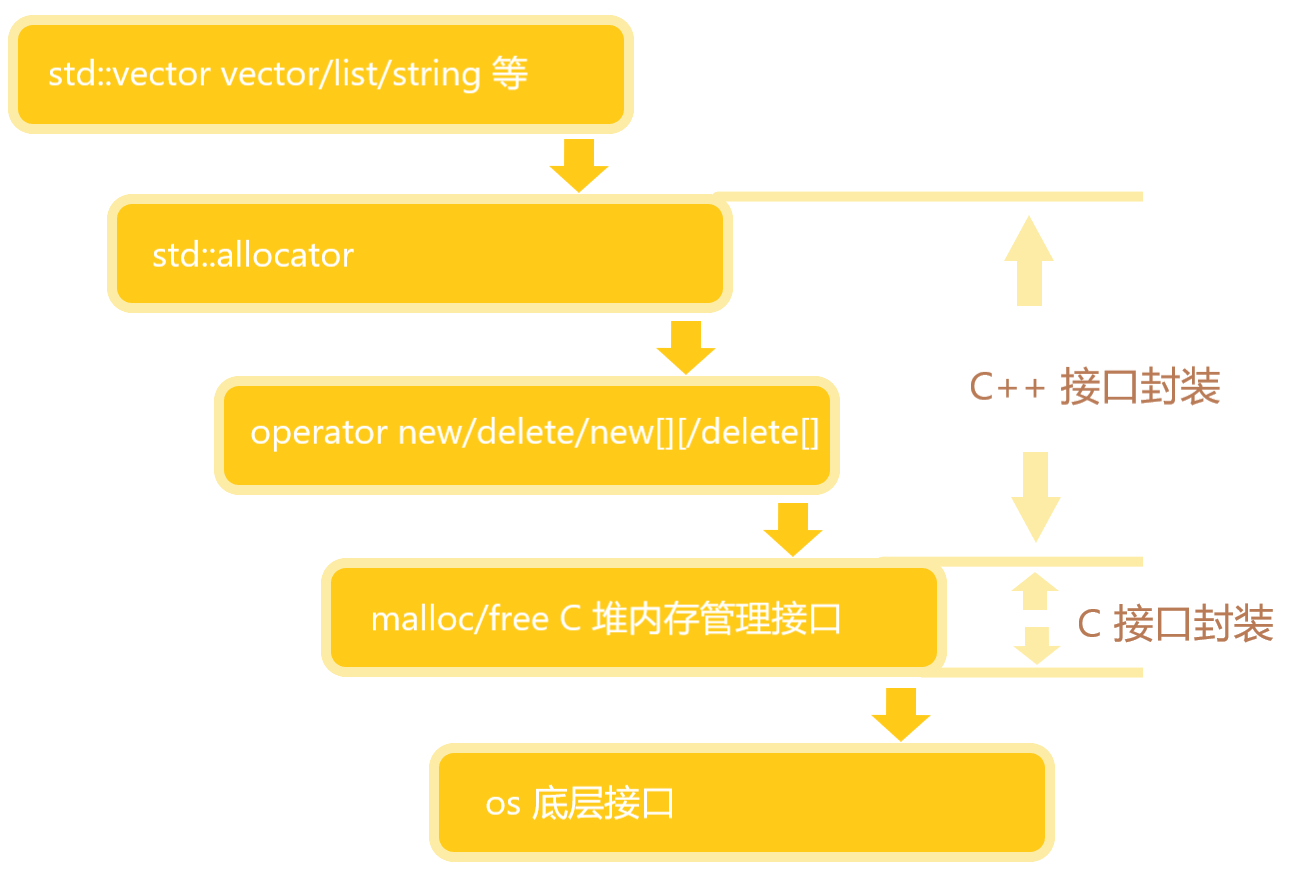 std::vector vector/list/string 等
std::allocator
operator new/delete/new[][/delete[]
C++ 接口封装
malloc/free C 堆内存管理接口
C 接口封装
os 底层接口